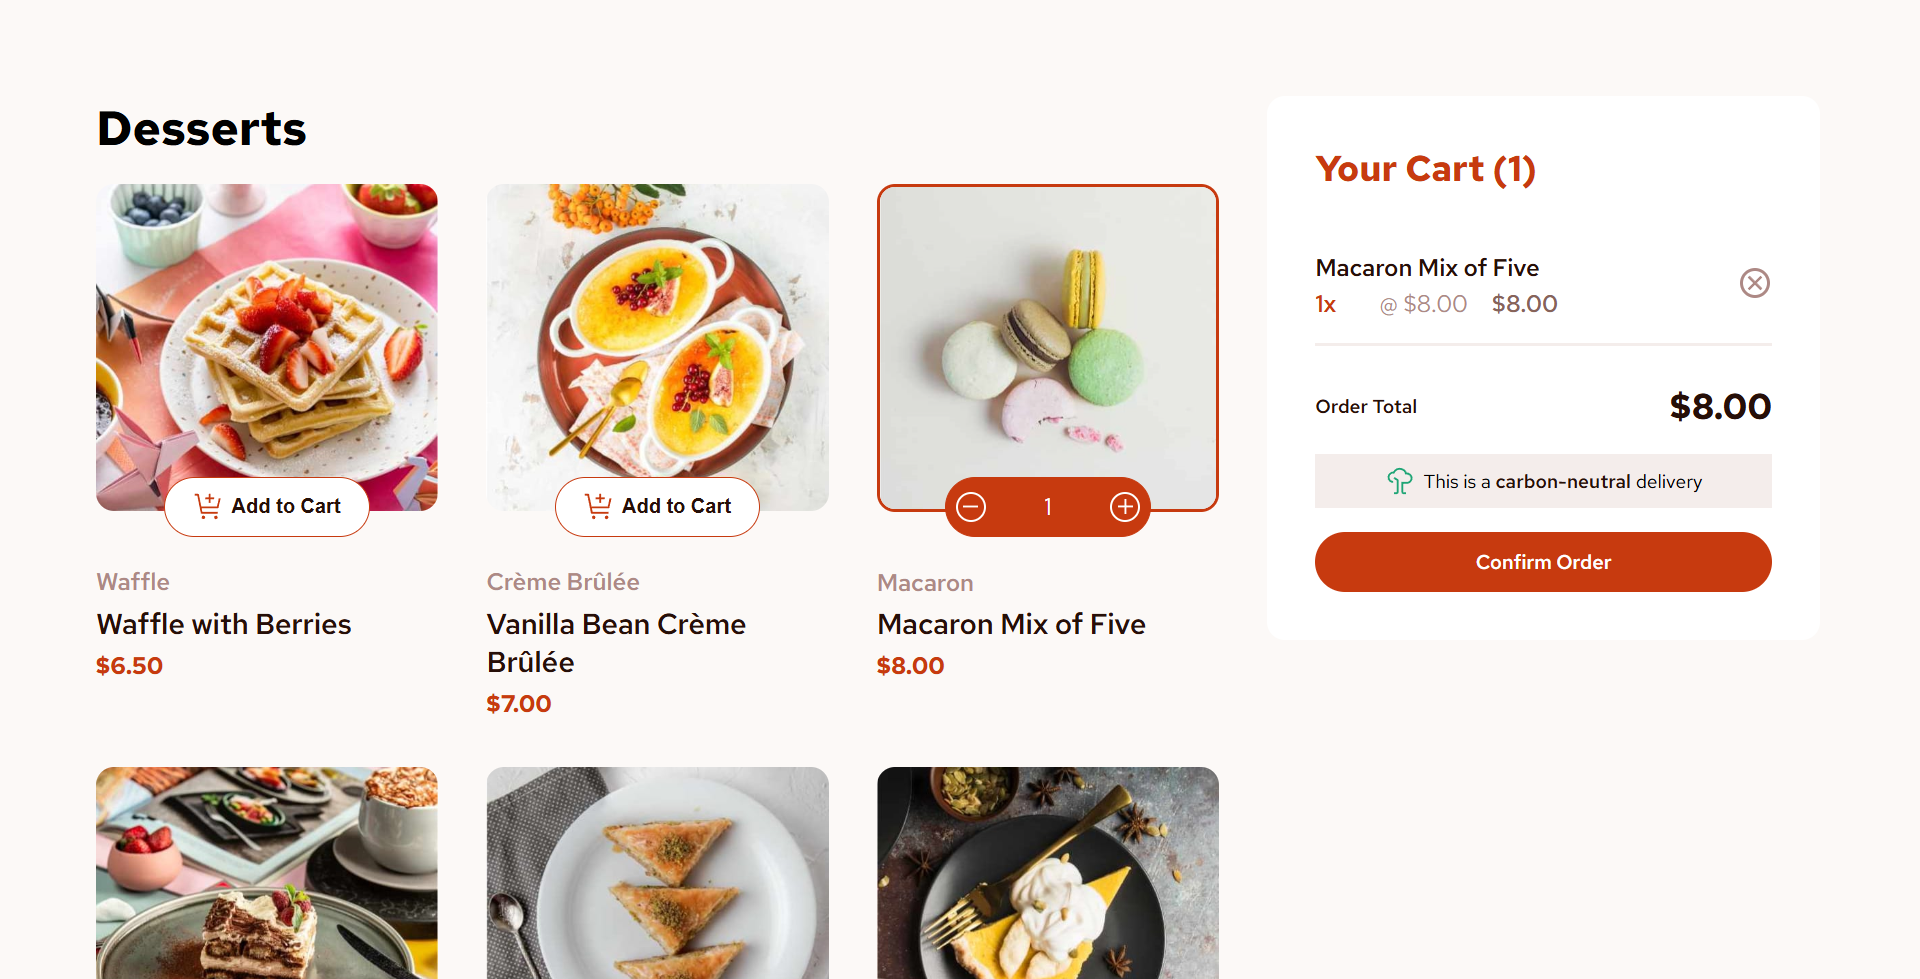 Desserts
Add to Cart
Waffle
Waffle with Berries
$6.50
Add to Cart
Crème Brûlée
Vanilla Bean Crème
Brûlée
$7.00
1
Macaron
Macaron Mix of Five
$8.00
Your Cart (1)
Macaron Mix of Five
1x @ $8.00 $8.00
Order Total $8.00
This is a carbon-neutral delivery
Confirm Order